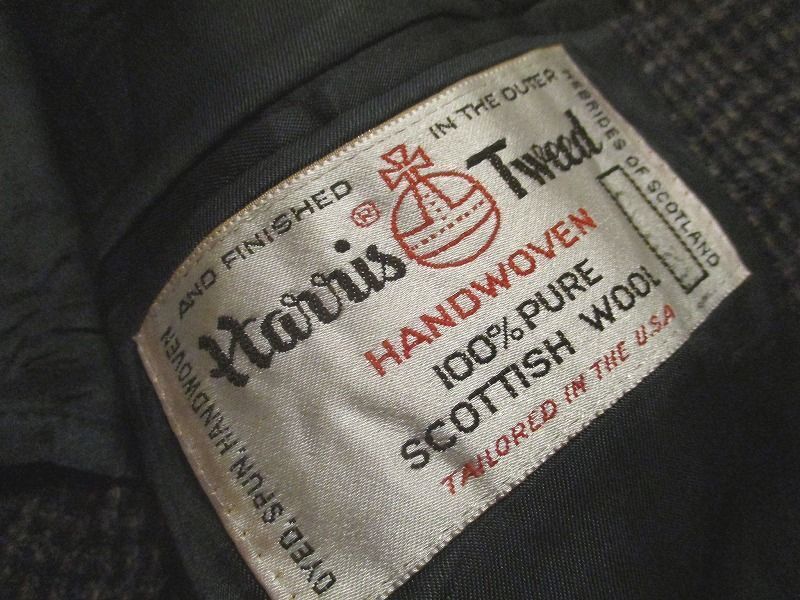 DYED, SPUN, HANDWOVEN AND FINISHED IN THE OUTER HEBRIDES OF SCOTLAND
Harris Tweed
®
HANDWOVEN
100% PURE
SCOTTISH WOOL
TAILORED IN THE U.S.A